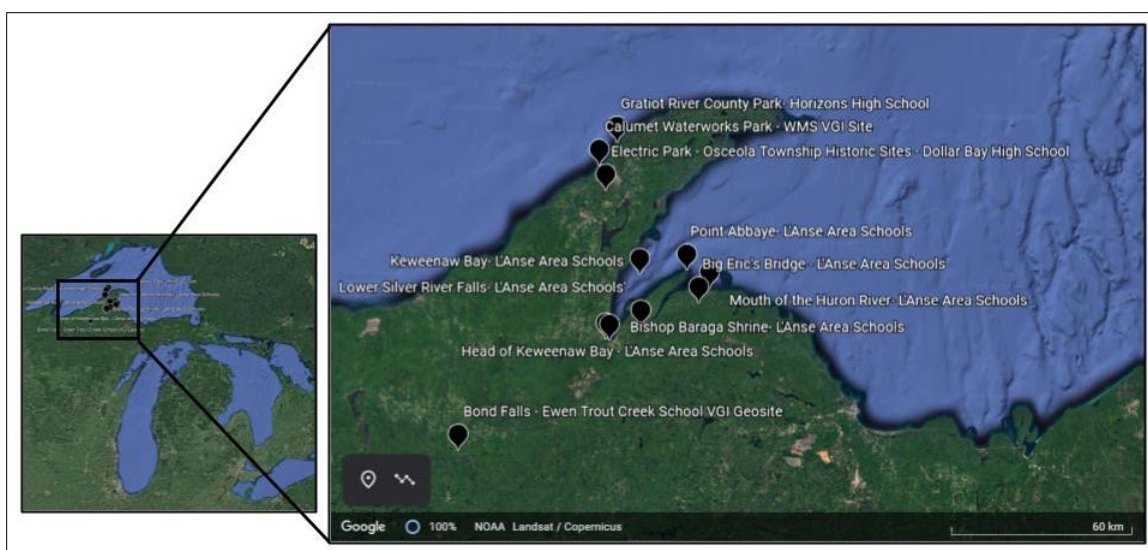 Gratiot River County Park- Horizons High School
Calumet Waterworks Park - WMS VGI Site
Electric Park - Osceola Township Historic Sites - Dollar Bay High School
Point Abbaye- L'Anse Area Schools
Keweenaw Bay- L'Anse Area Schools
Big Eric's Bridge- L'Anse Area Schools
Lower Silver River Falls- L'Anse Area Schools
Mouth of the Huron River- L'Anse Area Schools
Bishop Baraga Shrine- L'Anse Area Schools
Head of Keweenaw Bay - L'Anse Area Schools
Bond Falls - Ewen Trout Creek School VGI Geosite
Google 100% NOAA Landsat / Copernicus 60 km